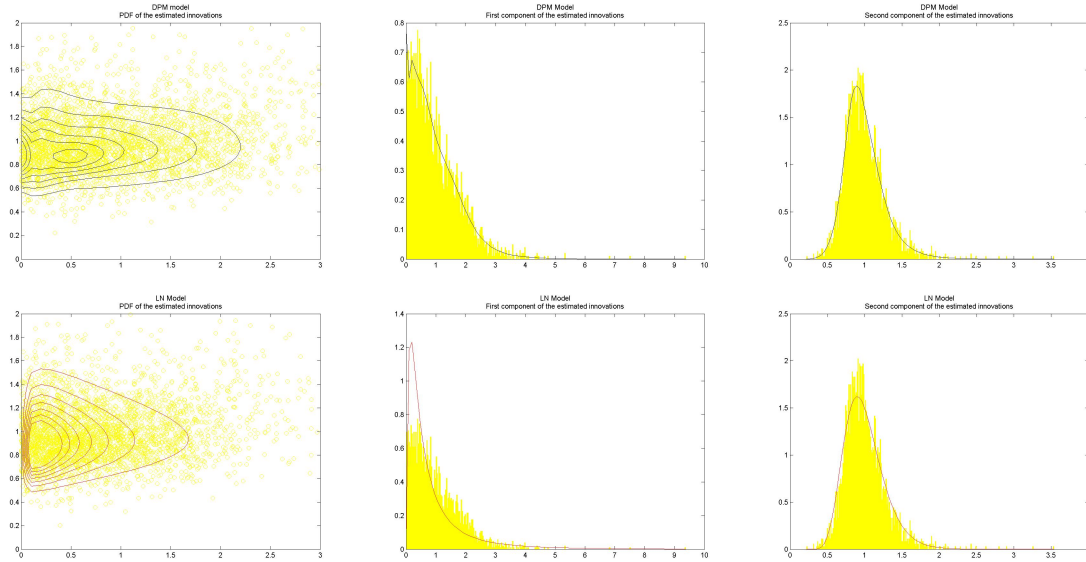 DPM model
PDF of the estimated innovations
2
1.8
1.6
1.4
1.2
1
0.8
0.6
0.4
0.2
0
0 0.5 1 1.5 2 2.5 3
DPM Model
First component of the estimated innovations
0.8
0.7
0.6
0.5
0.4
0.3
0.2
0.1
0
0 1 2 3 4 5 6 7 8 9 10
DPM Model
Second component of the estimated innovations
2.5
2
1.5
1
0.5
0
0 0.5 1 1.5 2 2.5 3 3.5 4
LN Model
PDF of the estimated innovations
2
1.8
1.6
1.4
1.2
1
0.8
0.6
0.4
0.2
0
0 0.5 1 1.5 2 2.5 3
LN Model
First component of the estimated innovations
1.4
1.2
1
0.8
0.6
0.4
0.2
0
0 1 2 3 4 5 6 7 8 9 10
LN Model
Second component of the estimated innovations
2.5
2
1.5
1
0.5
0
0 0.5 1 1.5 2 2.5 3 3.5 4